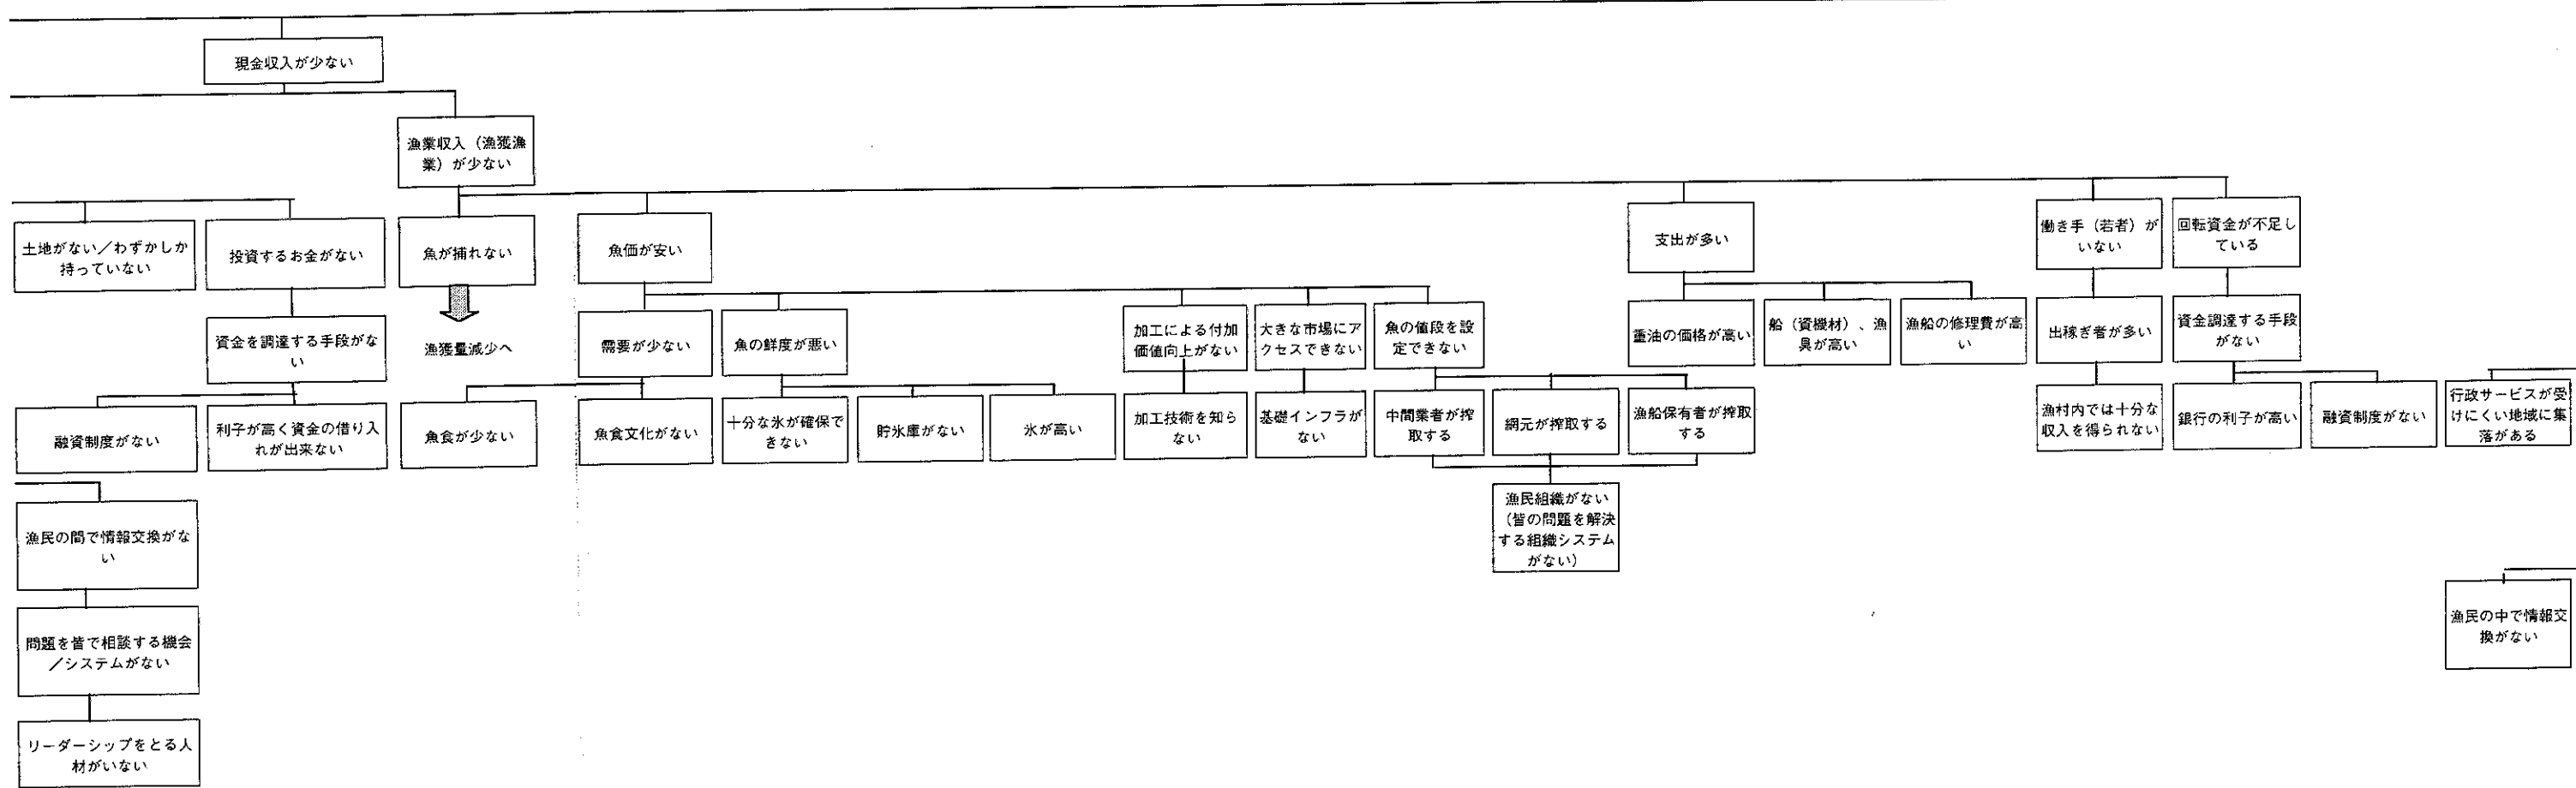 現金収入が少ない
漁業収入（漁獲漁
業）が少ない
土地がない／わずかしか
持っていない
投資するお金がない
魚が捕れない
魚価が安い
支出が多い
働き手（若者）が
いない
回転資金が不足し
ている
資金を調達する手段がな
い
漁獲量減少へ
需要が少ない
魚の鮮度が悪い
加工による付加
価値向上がない
大きな市場にア
クセスできない
魚の値段を設
定できない
重油の価格が高い
船（資機材）、漁
具が高い
漁船の修理費が高
い
出稼ぎ者が多い
資金調達する手段
がない
融資制度がない
利子が高く資金の借り入
れが出来ない
魚食が少ない
魚食文化がない
十分な氷が確保で
きない
貯氷庫がない
氷が高い
加工技術を知ら
ない
基礎インフラが
ない
中間業者が搾
取する
網元が搾取する
漁船保有者が搾取
する
漁村内では十分な
収入を得られない
銀行の利子が高い
融資制度がない
行政サービスが受
けにくい地域に集
落がある
漁民の間で情報交換がな
い
漁民組織がない
（皆の問題を解決
する組織システム
がない）
問題を皆で相談する機会
／システムがない
漁民の中で情報交
換がない
リーダーシップをとる人
材がいない